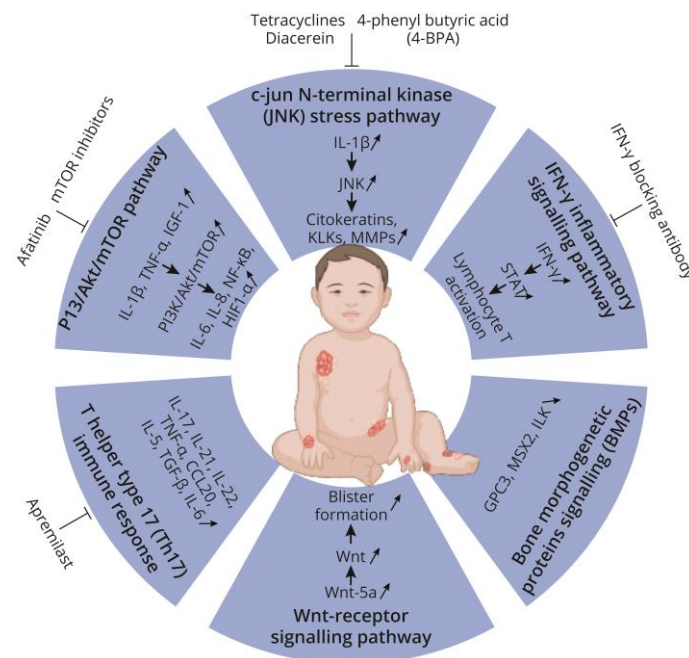 Tetracyclines
Diacerein
4-phenyl butyric acid
(4-BPA)
c-jun N-terminal kinase
(JNK) stress pathway
IL-1β
JNK
Citokeratins,
KLKs, MMPs
IFN-γ blocking antibody
IFN-γ inflammatory
signalling pathway
IFN-γ
STAT
Lymphocyte T
activation
Bone morphogenetic
proteins signalling (BMPs)
GPC3, MSX2, ILK
Blister
formation
Wnt
Wnt-5a
Wnt-receptor
signalling pathway
Apremilast
T helper type 17 (Th17)
immune response
IL-17, IL-21, IL-22,
TNF-α, CCL20,
IL-5, TGF-β, IL-6
Afatinib mTOR inhibitors
P13/Akt/mTOR pathway
IL-1β, TNF-α, IGF-1
PI3K/Akt/mTOR
IL-6, IL-8, NF-κB,
HIF1-α